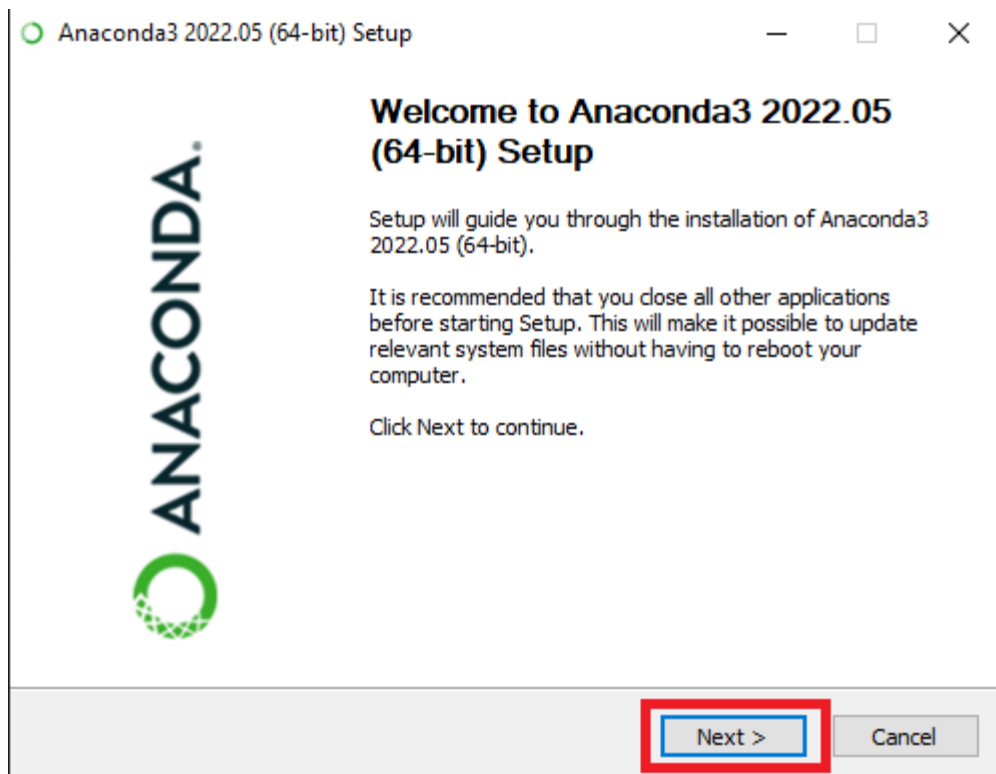 Anaconda3 2022.05 (64-bit) Setup
Welcome to Anaconda3 2022.05
(64-bit) Setup
ANACONDA.
Setup will guide you through the installation of Anaconda3
2022.05 (64-bit).
It is recommended that you close all other applications
before starting Setup. This will make it possible to update
relevant system files without having to reboot your
computer.
Click Next to continue.
Next >
Cancel